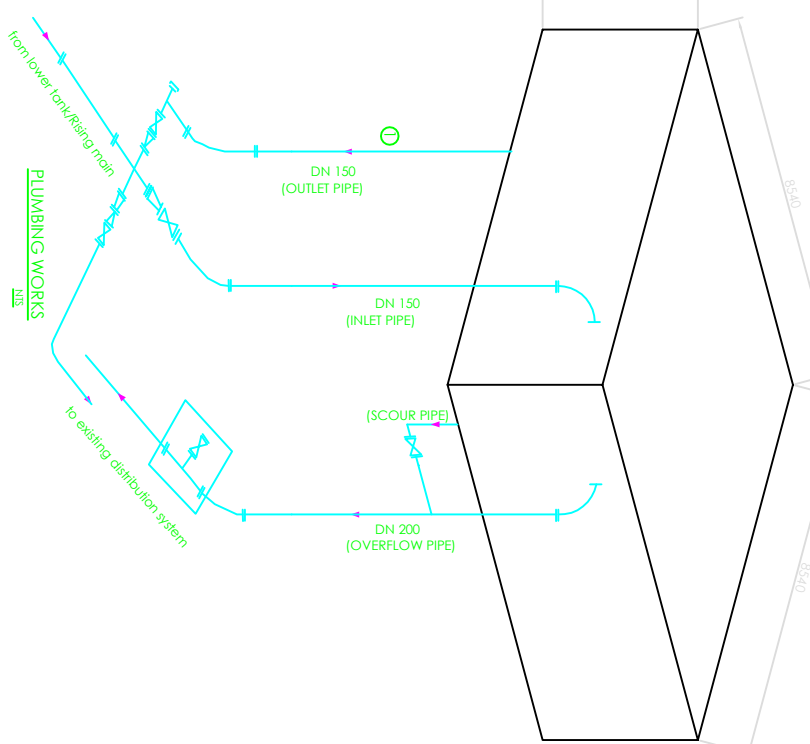 from lower tank/Rising main
1
DN 150
(OUTLET PIPE)
8540
PLUMBING WORKS
NTS
DN 150
(INLET PIPE)
(SCOUR PIPE)
to existing distribution system
DN 200
(OVERFLOW PIPE)
8540